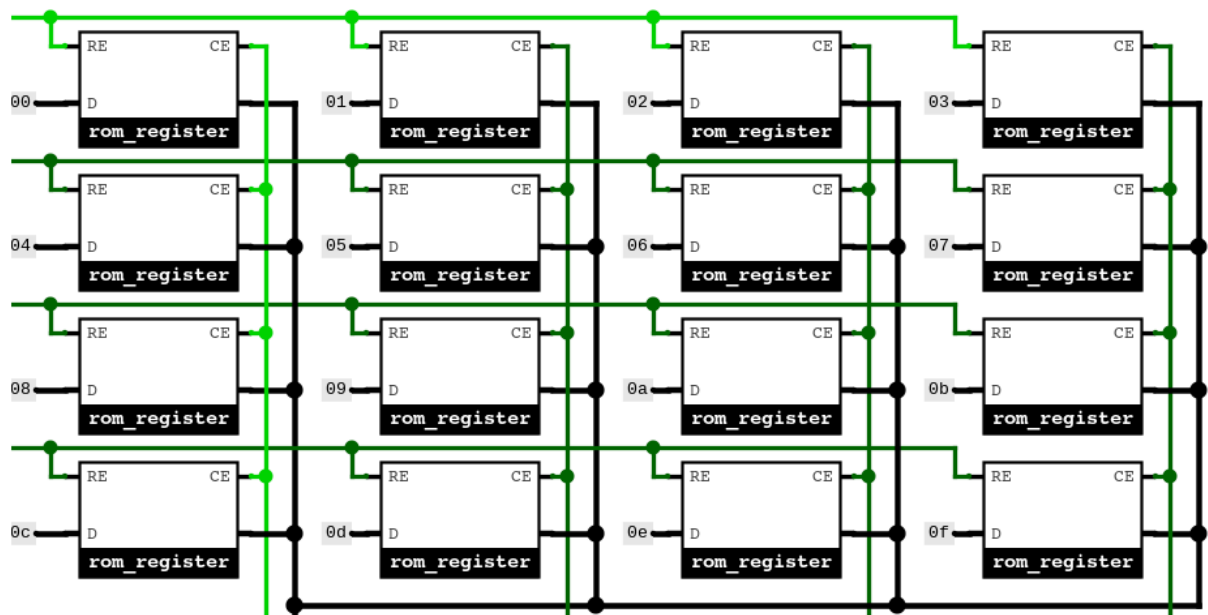 RE CE RE CE RE CE RE CE
00 D 01 D 02 D 03 D
rom_register rom_register rom_register rom_register
RE CE RE CE RE CE RE CE
04 D 05 D 06 D 07 D
rom_register rom_register rom_register rom_register
RE CE RE CE RE CE RE CE
08 D 09 D 0a D 0b D
rom_register rom_register rom_register rom_register
RE CE RE CE RE CE RE CE
0c D 0d D 0e D 0f D
rom_register rom_register rom_register rom_register